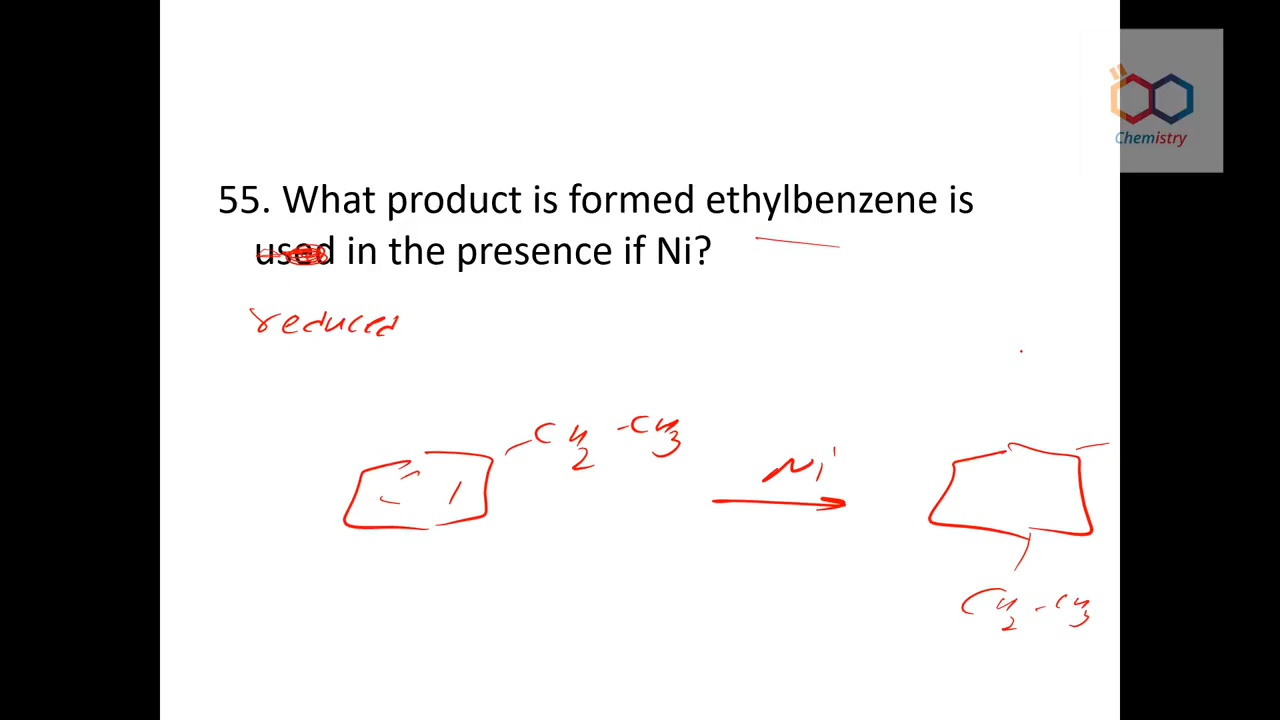 Chemistry
55. What product is formed ethylbenzene is
used in the presence if Ni?
reduced
CH2 -CH3
Ni
CH2 - CH3